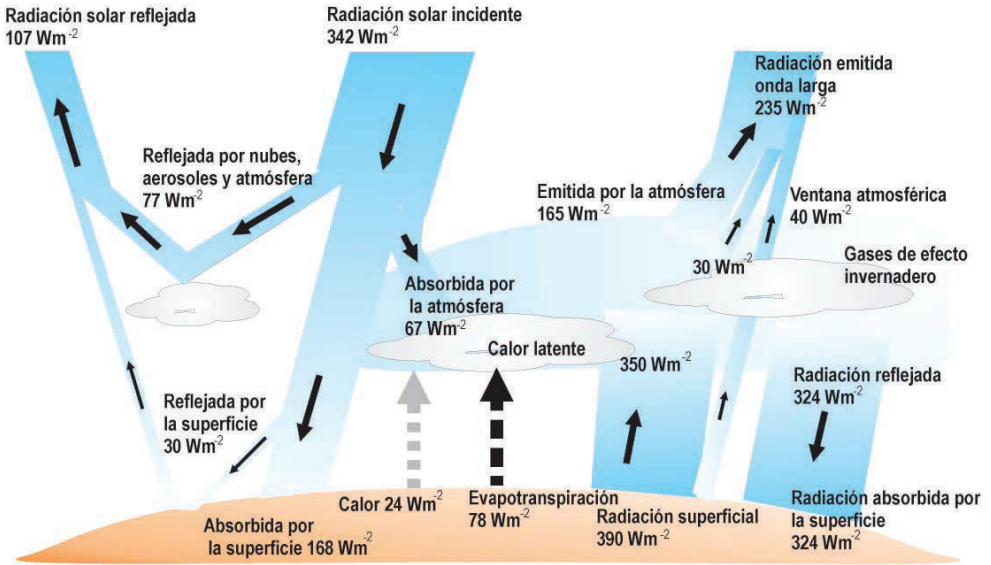 Radiación solar reflejada
107 Wm⁻²
Radiación solar incidente
342 Wm⁻²
Radiación emitida
onda larga
235 Wm⁻²
Reflejada por nubes,
aerosoles y atmósfera
77 Wm⁻²
Emitida por la atmósfera
165 Wm⁻²
Ventana atmosférica
40 Wm⁻²
30 Wm⁻²
Gases de efecto
invernadero
Absorbida por
la atmósfera
67 Wm⁻²
Calor latente
350 Wm⁻²
Radiación reflejada
324 Wm⁻²
Reflejada por
la superficie
30 Wm⁻²
Calor 24 Wm⁻²
Evapotranspiración
78 Wm⁻²
Radiación superficial
390 Wm⁻²
Radiación absorbida por
la superficie
324 Wm⁻²
Absorbida por
la superficie 168 Wm⁻²